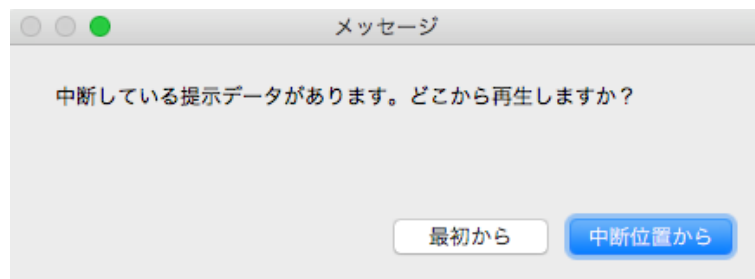 メッセージ
中断している提示データがあります。どこから再生しますか？
最初から
中断位置から